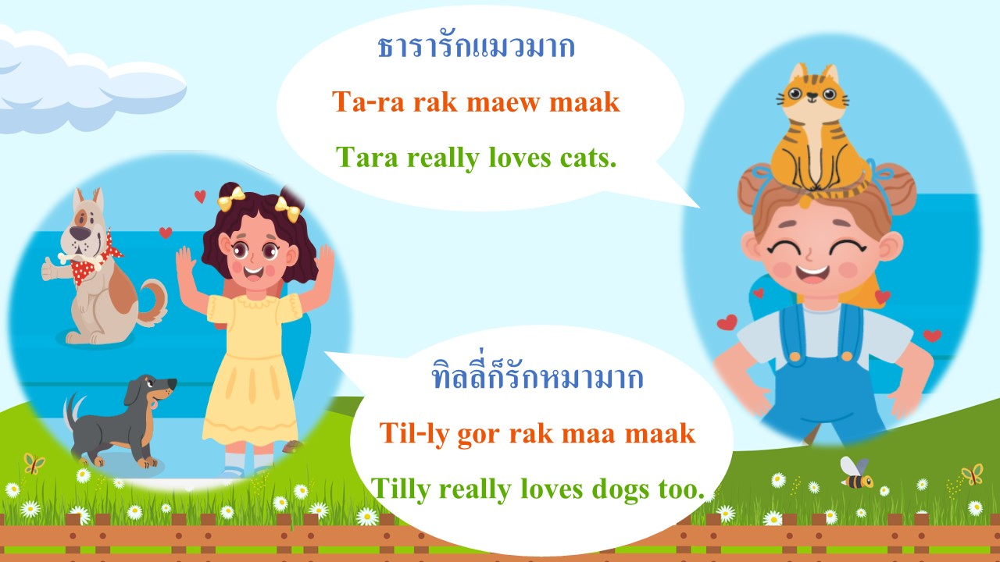 ธารารักแมวมาก
Ta-ra rak maew maak
Tara really loves cats.
ทิลลี่ก็รักหมามาก
Til-ly gor rak maa maak
Tilly really loves dogs too.